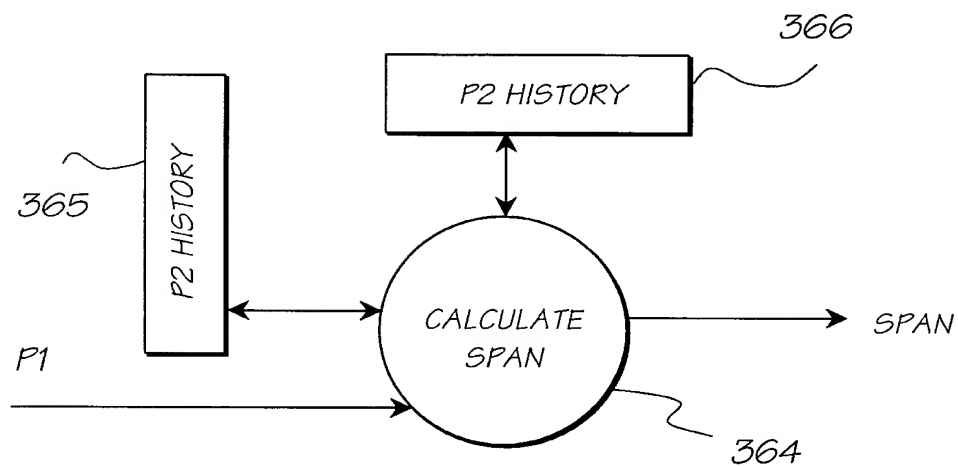 366
P2 HISTORY
365
P2 HISTORY
CALCULATE
SPAN
SPAN
P1
364